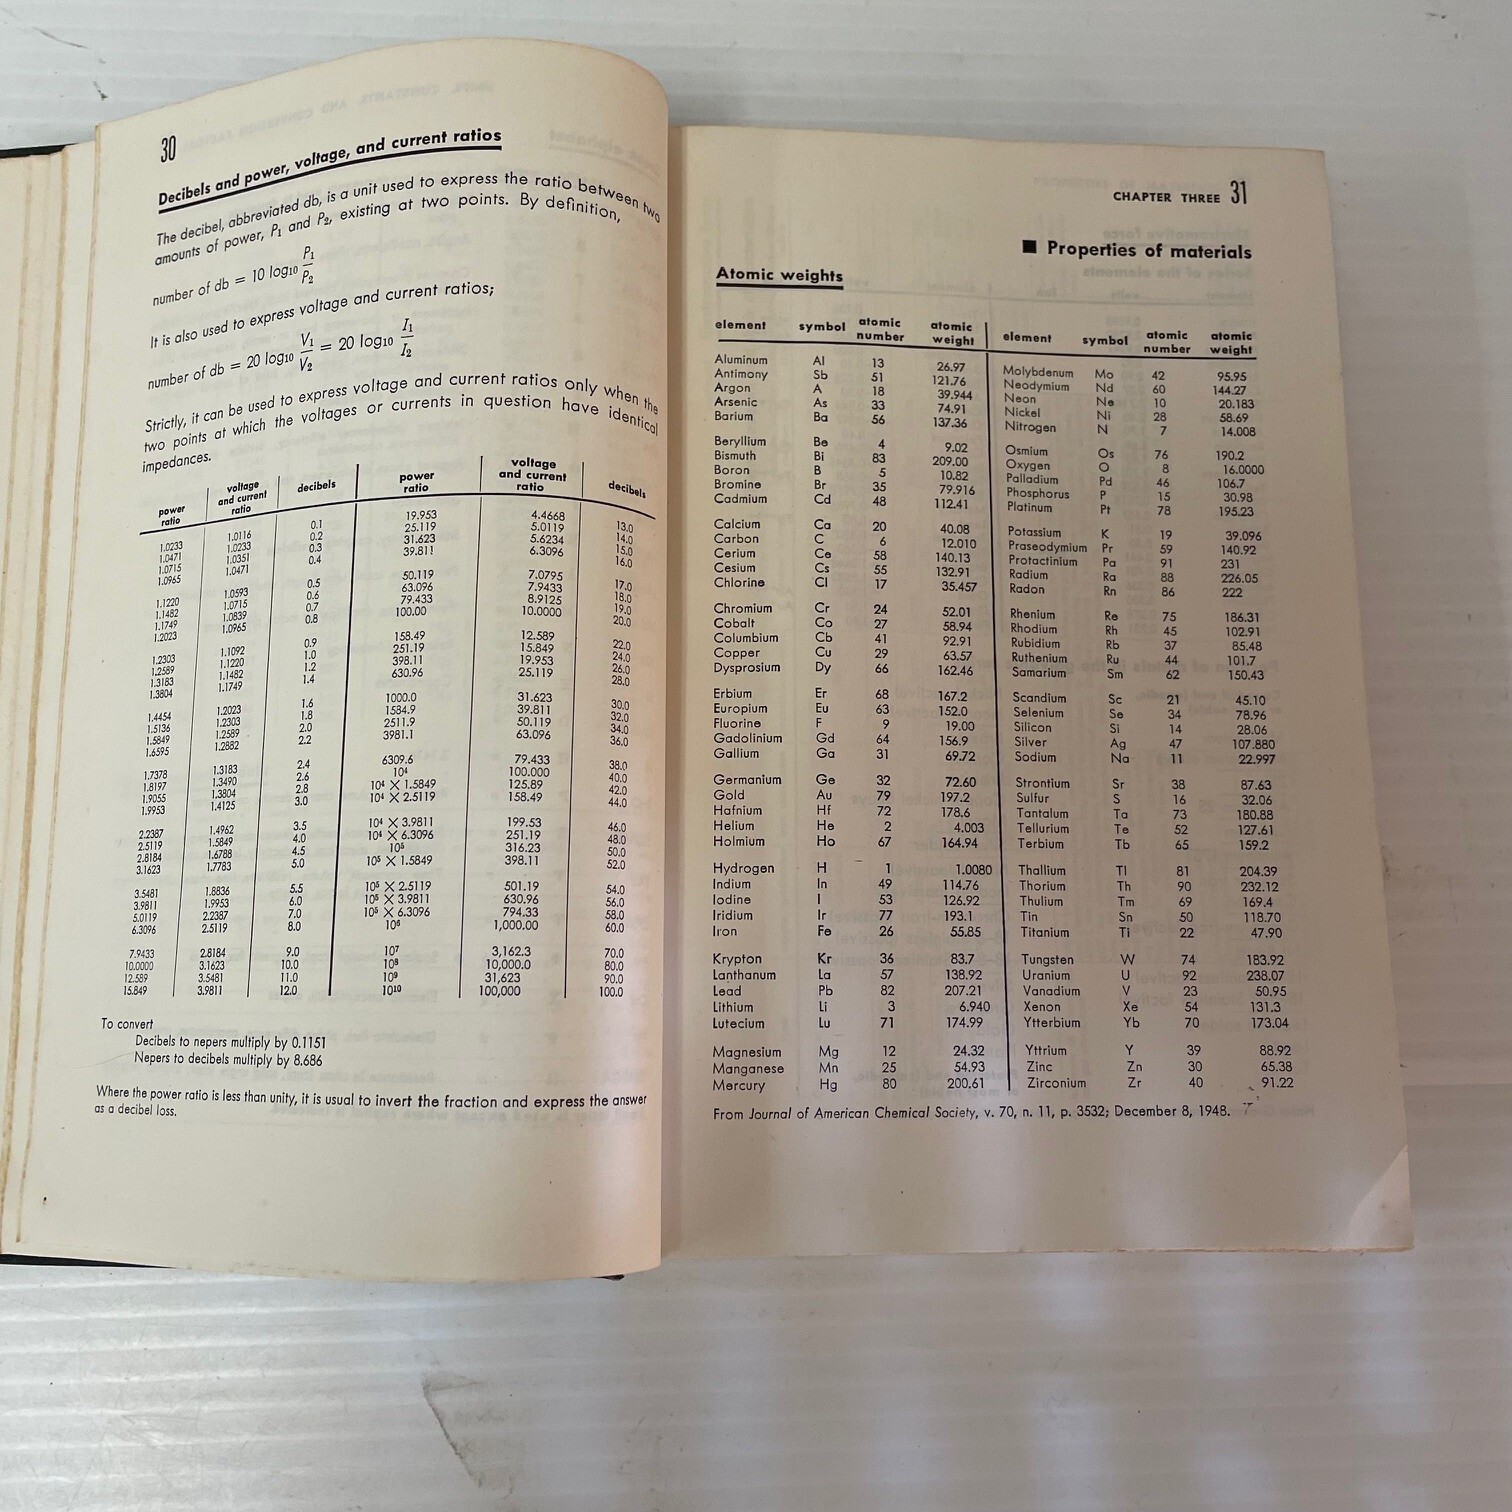 30
Decibels and power, voltage, and current ratios
The decibel, abbreviated db, is a unit used to express the ratio between two
amounts of power, P₁ and P₂, existing at two points. By definition,
number of db = 10 log₁₀ P₁/P₂
It is also used to express voltage and current ratios;
number of db = 20 log₁₀ V₁/V₂ = 20 log₁₀ I₁/I₂
Strictly, it can be used to express voltage and current ratios only when the
two points at which the voltages or currents in question have identical
impedances.
power ratio | voltage and current ratio | decibels | power ratio | voltage and current ratio | decibels
1.0233 1.0116 0.1 19.953 4.4668 13.0
1.0471 1.0233 0.2 25.119 5.0119 14.0
1.0715 1.0351 0.3 31.623 5.6234 15.0
1.0965 1.0471 0.4 39.811 6.3096 16.0
1.1220 1.0593 0.5 50.119 7.0795 17.0
1.1482 1.0715 0.6 63.096 7.9433 18.0
1.1749 1.0839 0.7 79.433 8.9125 19.0
1.2023 1.0965 0.8 100.00 10.0000 20.0
1.2303 1.1092 0.9 158.49 12.589 22.0
1.2589 1.1220 1.0 251.19 15.849 24.0
1.3183 1.1482 1.2 398.11 19.953 26.0
1.3804 1.1749 1.4 630.96 25.119 28.0
1.4454 1.2023 1.6 1000.0 31.623 30.0
1.5136 1.2303 1.8 1584.9 39.811 32.0
1.5849 1.2589 2.0 2511.9 50.119 34.0
1.6595 1.2882 2.2 3981.1 63.096 36.0
1.7378 1.3183 2.4 6309.6 79.433 38.0
1.8197 1.3490 2.6 10⁴ 100.000 40.0
1.9055 1.3804 2.8 10⁴ × 1.5849 125.89 42.0
1.9953 1.4125 3.0 10⁴ × 2.5119 158.49 44.0
2.2387 1.4962 3.5 10⁴ × 3.9811 199.53 46.0
2.5119 1.5849 4.0 10⁴ × 6.3096 251.19 48.0
2.8184 1.6788 4.5 10⁵ 316.23 50.0
3.1623 1.7783 5.0 10⁵ × 1.5849 398.11 52.0
3.5481 1.8836 5.5 10⁵ × 2.5119 501.19 54.0
3.9811 1.9953 6.0 10⁵ × 3.9811 630.96 56.0
5.0119 2.2387 7.0 10⁵ × 6.3096 794.33 58.0
6.3096 2.5119 8.0 10⁶ 1,000.00 60.0
7.9433 2.8184 9.0 10⁷ 3,162.3 70.0
10.0000 3.1623 10.0 10⁸ 10,000.0 80.0
12.589 3.5481 11.0 10⁹ 31,623 90.0
15.849 3.9811 12.0 10¹⁰ 100,000 100.0
To convert
Decibels to nepers multiply by 0.1151
Nepers to decibels multiply by 8.686
Where the power ratio is less than unity, it is usual to invert the fraction and express the answer
as a decibel loss.
CHAPTER THREE 31
■ Properties of materials
Atomic weights
element | symbol | atomic number | atomic weight | element | symbol | atomic number | atomic weight
Aluminum Al 13 26.97 Molybdenum Mo 42 95.95
Antimony Sb 51 121.76 Neodymium Nd 60 144.27
Argon A 18 39.944 Neon Ne 10 20.183
Arsenic As 33 74.91 Nickel Ni 28 58.69
Barium Ba 56 137.36 Nitrogen N 7 14.008
Beryllium Be 4 9.02 Osmium Os 76 190.2
Bismuth Bi 83 209.00 Oxygen O 8 16.0000
Boron B 5 10.82 Palladium Pd 46 106.7
Bromine Br 35 79.916 Phosphorus P 15 30.98
Cadmium Cd 48 112.41 Platinum Pt 78 195.23
Calcium Ca 20 40.08 Potassium K 19 39.096
Carbon C 6 12.010 Praseodymium Pr 59 140.92
Cerium Ce 58 140.13 Protactinium Pa 91 231
Cesium Cs 55 132.91 Radium Ra 88 226.05
Chlorine Cl 17 35.457 Radon Rn 86 222
Chromium Cr 24 52.01 Rhenium Re 75 186.31
Cobalt Co 27 58.94 Rhodium Rh 45 102.91
Columbium Cb 41 92.91 Rubidium Rb 37 85.48
Copper Cu 29 63.57 Ruthenium Ru 44 101.7
Dysprosium Dy 66 162.46 Samarium Sm 62 150.43
Erbium Er 68 167.2 Scandium Sc 21 45.10
Europium Eu 63 152.0 Selenium Se 34 78.96
Fluorine F 9 19.00 Silicon Si 14 28.06
Gadolinium Gd 64 156.9 Silver Ag 47 107.880
Gallium Ga 31 69.72 Sodium Na 11 22.997
Germanium Ge 32 72.60 Strontium Sr 38 87.63
Gold Au 79 197.2 Sulfur S 16 32.06
Hafnium Hf 72 178.6 Tantalum Ta 73 180.88
Helium He 2 4.003 Tellurium Te 52 127.61
Holmium Ho 67 164.94 Terbium Tb 65 159.2
Hydrogen H 1 1.0080 Thallium Tl 81 204.39
Indium In 49 114.76 Thorium Th 90 232.12
Iodine I 53 126.92 Thulium Tm 69 169.4
Iridium Ir 77 193.1 Tin Sn 50 118.70
Iron Fe 26 55.85 Titanium Ti 22 47.90
Krypton Kr 36 83.7 Tungsten W 74 183.92
Lanthanum La 57 138.92 Uranium U 92 238.07
Lead Pb 82 207.21 Vanadium V 23 50.95
Lithium Li 3 6.940 Xenon Xe 54 131.3
Lutecium Lu 71 174.99 Ytterbium Yb 70 173.04
Magnesium Mg 12 24.32 Yttrium Y 39 88.92
Manganese Mn 25 54.93 Zinc Zn 30 65.38
Mercury Hg 80 200.61 Zirconium Zr 40 91.22
From Journal of American Chemical Society, v. 70, n. 11, p. 3532; December 8, 1948.